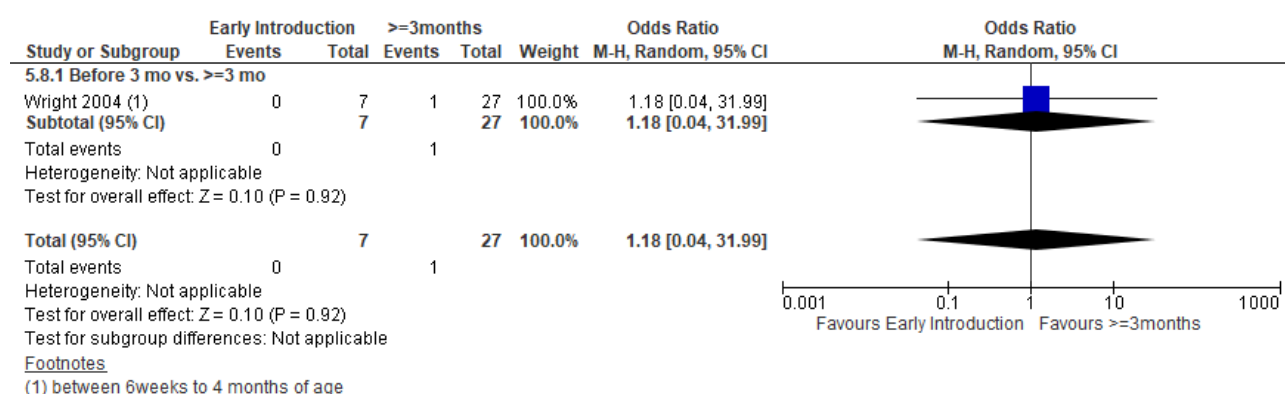 Early Introduction >=3months Odds Ratio Odds Ratio
Study or Subgroup Events Total Events Total Weight M-H, Random, 95% CI M-H, Random, 95% CI
5.8.1 Before 3 mo vs. >=3 mo
Wright 2004 (1) 0 7 1 27 100.0% 1.18 [0.04, 31.99]
Subtotal (95% CI) 7 27 100.0% 1.18 [0.04, 31.99]
Total events 0 1
Heterogeneity: Not applicable
Test for overall effect: Z = 0.10 (P = 0.92)
Total (95% CI) 7 27 100.0% 1.18 [0.04, 31.99]
Total events 0 1
Heterogeneity: Not applicable
Test for overall effect: Z = 0.10 (P = 0.92)
Test for subgroup differences: Not applicable
0.001 0.1 1 10 1000
Favours Early Introduction Favours >=3months
Footnotes
(1) between 6weeks to 4 months of age